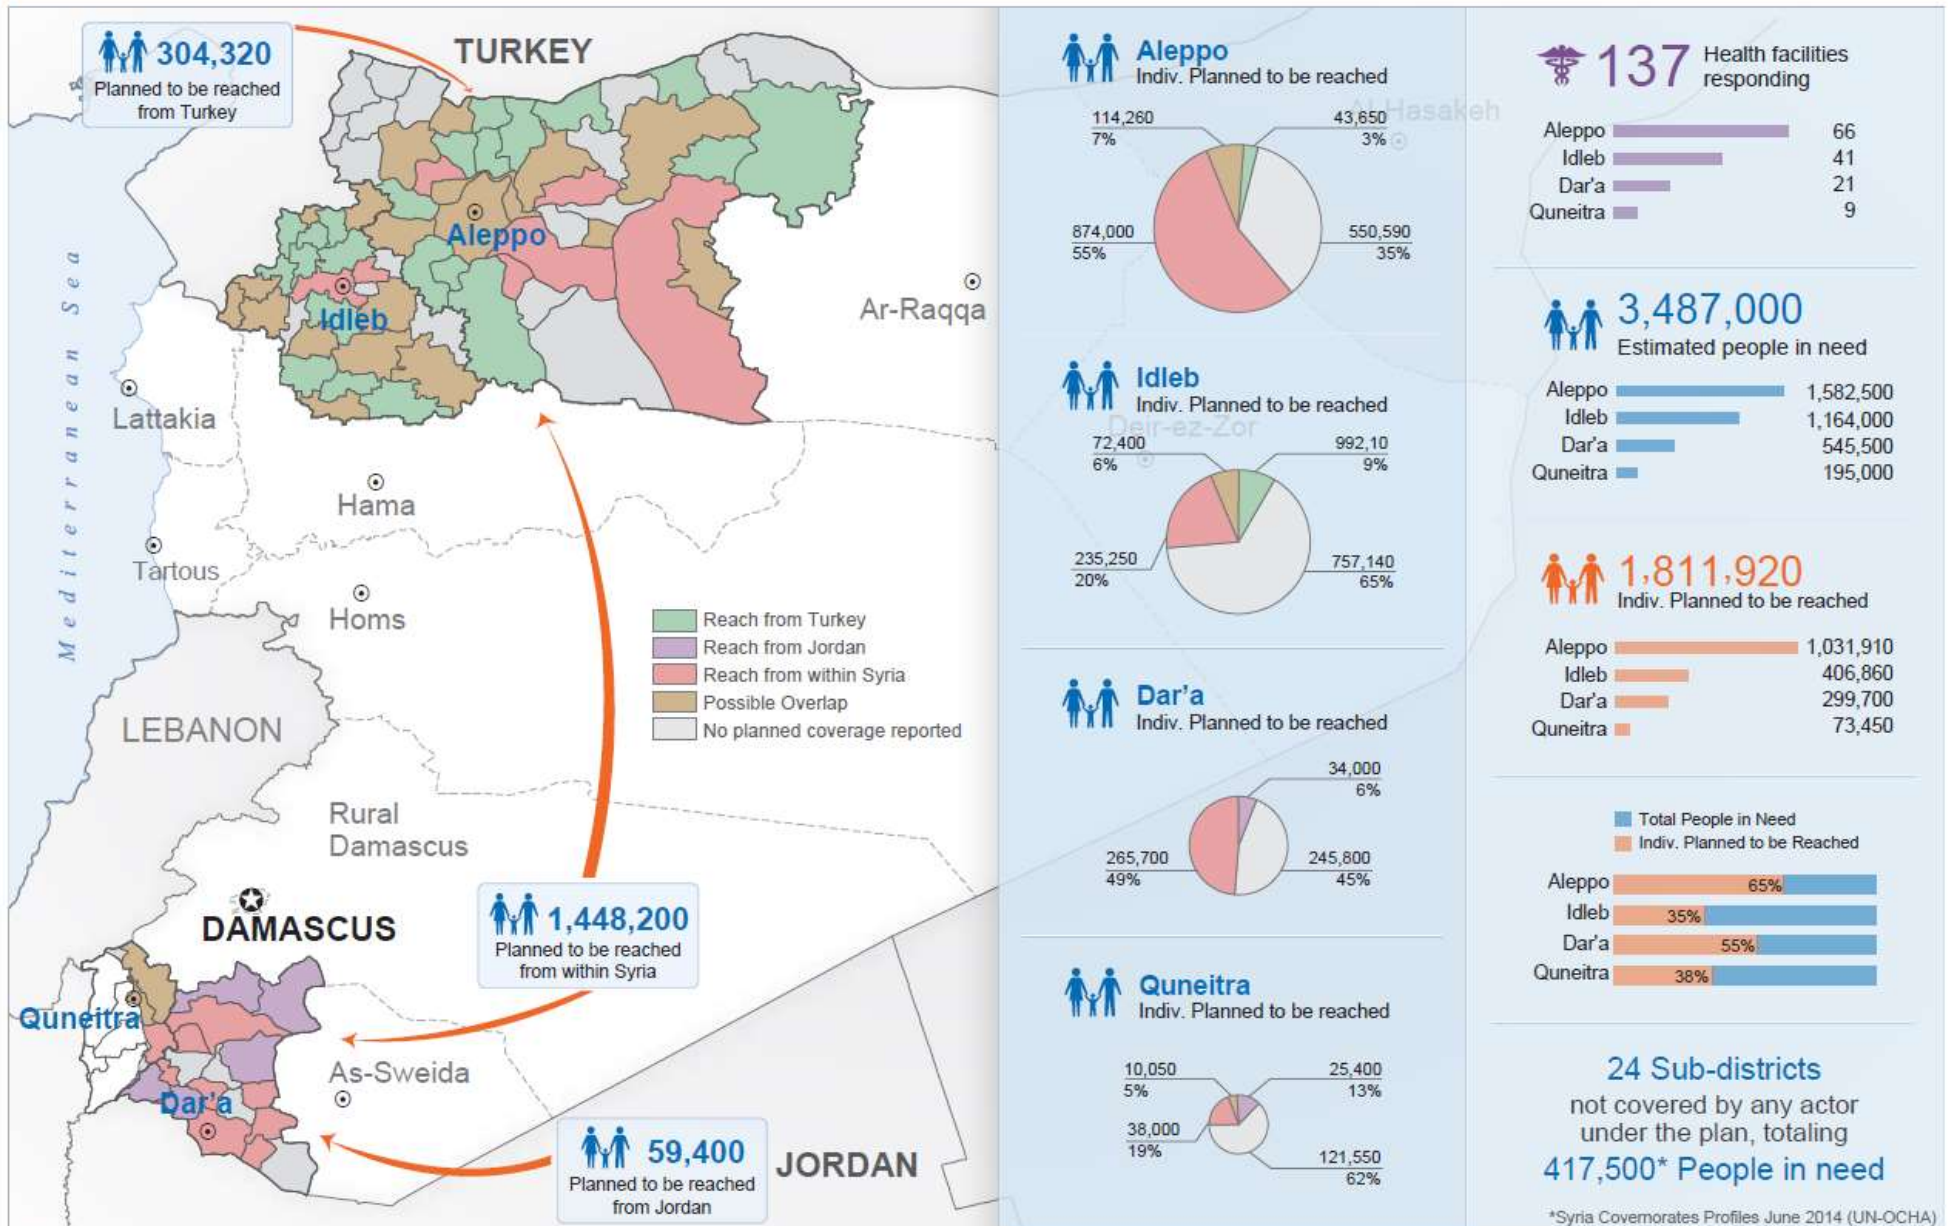 304,320
Planned to be reached
from Turkey
TURKEY
Mediterranean Sea
Aleppo
Idleb
Ar-Raqqa
Lattakia
Hama
Tartous
Homs
Reach from Turkey
Reach from Jordan
Reach from within Syria
Possible Overlap
No planned coverage reported
LEBANON
Rural
Damascus
DAMASCUS
1,448,200
Planned to be reached
from within Syria
Quneitra
As-Sweida
Dar'a
59,400
Planned to be reached
from Jordan
JORDAN
Al-Hasakeh
Deir-ez-Zor
Aleppo
Indiv. Planned to be reached
114,260
7%
43,650
3%
874,000
55%
550,590
35%
Idleb
Indiv. Planned to be reached
72,400
6%
992,10
9%
235,250
20%
757,140
65%
Dar'a
Indiv. Planned to be reached
34,000
6%
265,700
49%
245,800
45%
Quneitra
Indiv. Planned to be reached
10,050
5%
25,400
13%
38,000
19%
121,550
62%
137 Health facilities
responding
Aleppo 66
Idleb 41
Dar'a 21
Quneitra 9
3,487,000
Estimated people in need
Aleppo 1,582,500
Idleb 1,164,000
Dar'a 545,500
Quneitra 195,000
1,811,920
Indiv. Planned to be reached
Aleppo 1,031,910
Idleb 406,860
Dar'a 299,700
Quneitra 73,450
Total People in Need
Indiv. Planned to be Reached
Aleppo 65%
Idleb 35%
Dar'a 55%
Quneitra 38%
24 Sub-districts
not covered by any actor
under the plan, totaling
417,500* People in need
*Syria Covernorates Profiles June 2014 (UN-OCHA)